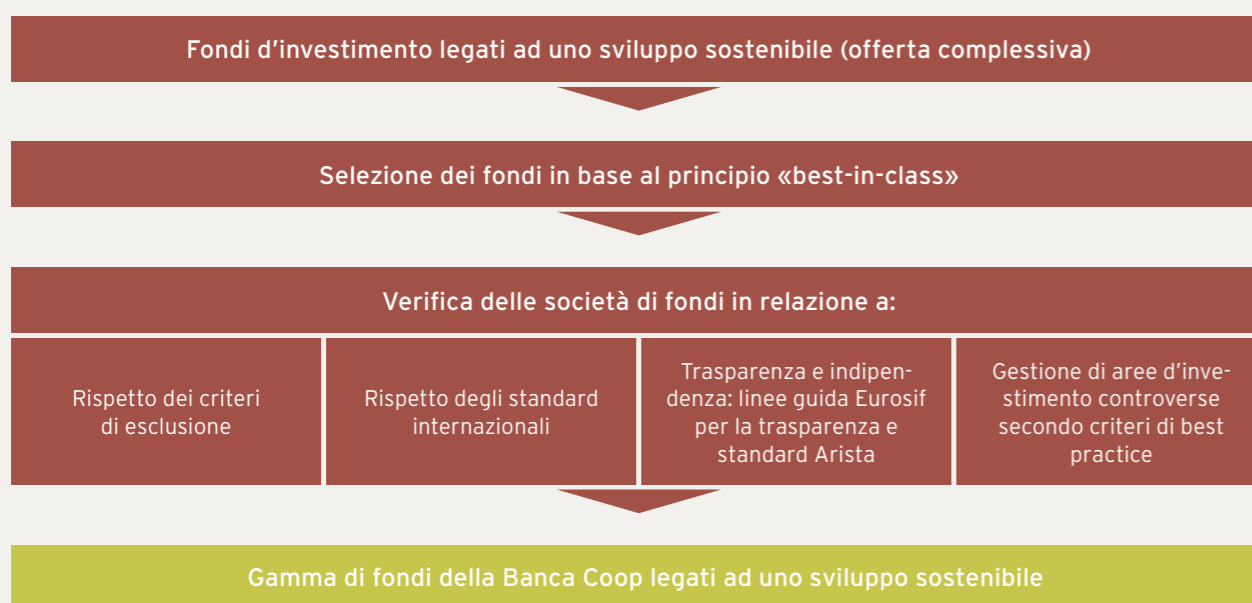 Fondi d'investimento legati ad uno sviluppo sostenibile (offerta complessiva)
Selezione dei fondi in base al principio «best-in-class»
Verifica delle società di fondi in relazione a:
Rispetto dei criteri
di esclusione
Rispetto degli standard
internazionali
Trasparenza e indipen-
denza: linee guida Eurosif
per la trasparenza e
standard Arista
Gestione di aree d'inve-
stimento controverse
secondo criteri di best
practice
Gamma di fondi della Banca Coop legati ad uno sviluppo sostenibile